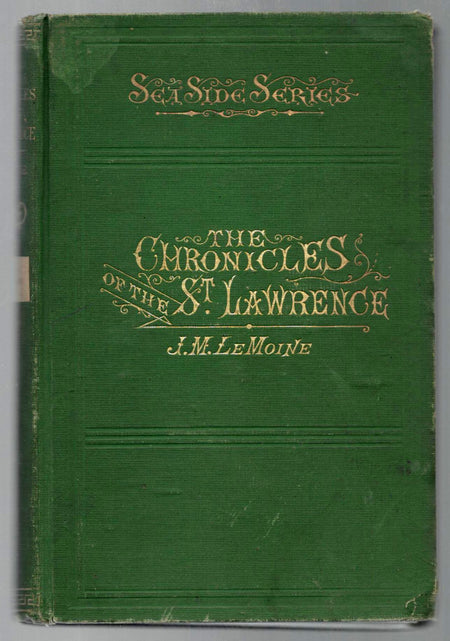 SEA SIDE SERIES
THE
CHRONICLES
OF THE ST. LAWRENCE
J.M. LEMOINE